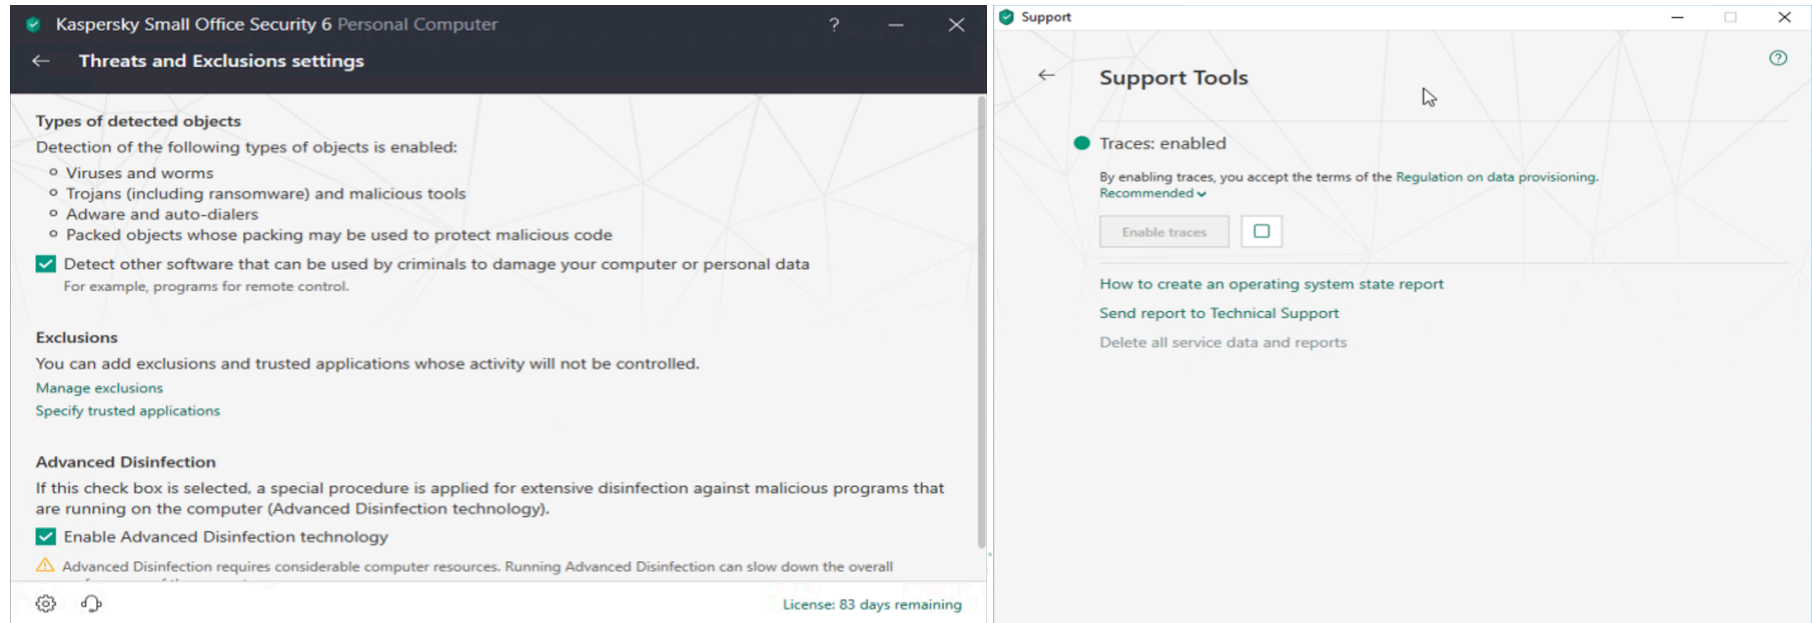 Kaspersky Small Office Security 6 Personal Computer
?
Threats and Exclusions settings
Types of detected objects
Detection of the following types of objects is enabled:
Viruses and worms
Trojans (including ransomware) and malicious tools
Adware and auto-dialers
Packed objects whose packing may be used to protect malicious code
Detect other software that can be used by criminals to damage your computer or personal data
For example, programs for remote control.
Exclusions
You can add exclusions and trusted applications whose activity will not be controlled.
Manage exclusions
Specify trusted applications
Advanced Disinfection
If this check box is selected, a special procedure is applied for extensive disinfection against malicious programs that
are running on the computer (Advanced Disinfection technology).
Enable Advanced Disinfection technology
Advanced Disinfection requires considerable computer resources. Running Advanced Disinfection can slow down the overall
License: 83 days remaining
Support
?
Support Tools
Traces: enabled
By enabling traces, you accept the terms of the Regulation on data provisioning.
Recommended
Enable traces
How to create an operating system state report
Send report to Technical Support
Delete all service data and reports